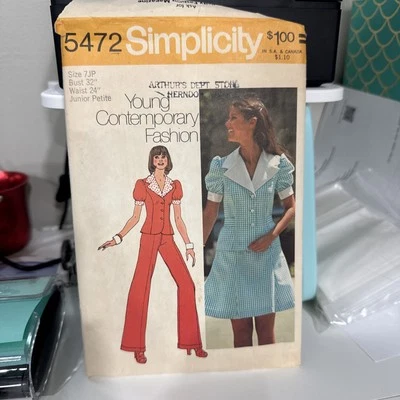 5472 Simplicity $1.00
IN U.S.A. & CANADA
$1.10
Size 7JP
Bust 32"
Waist 24"
Junior Petite
ARTHUR'S DEPT STORE
Young
Contemporary
Fashion